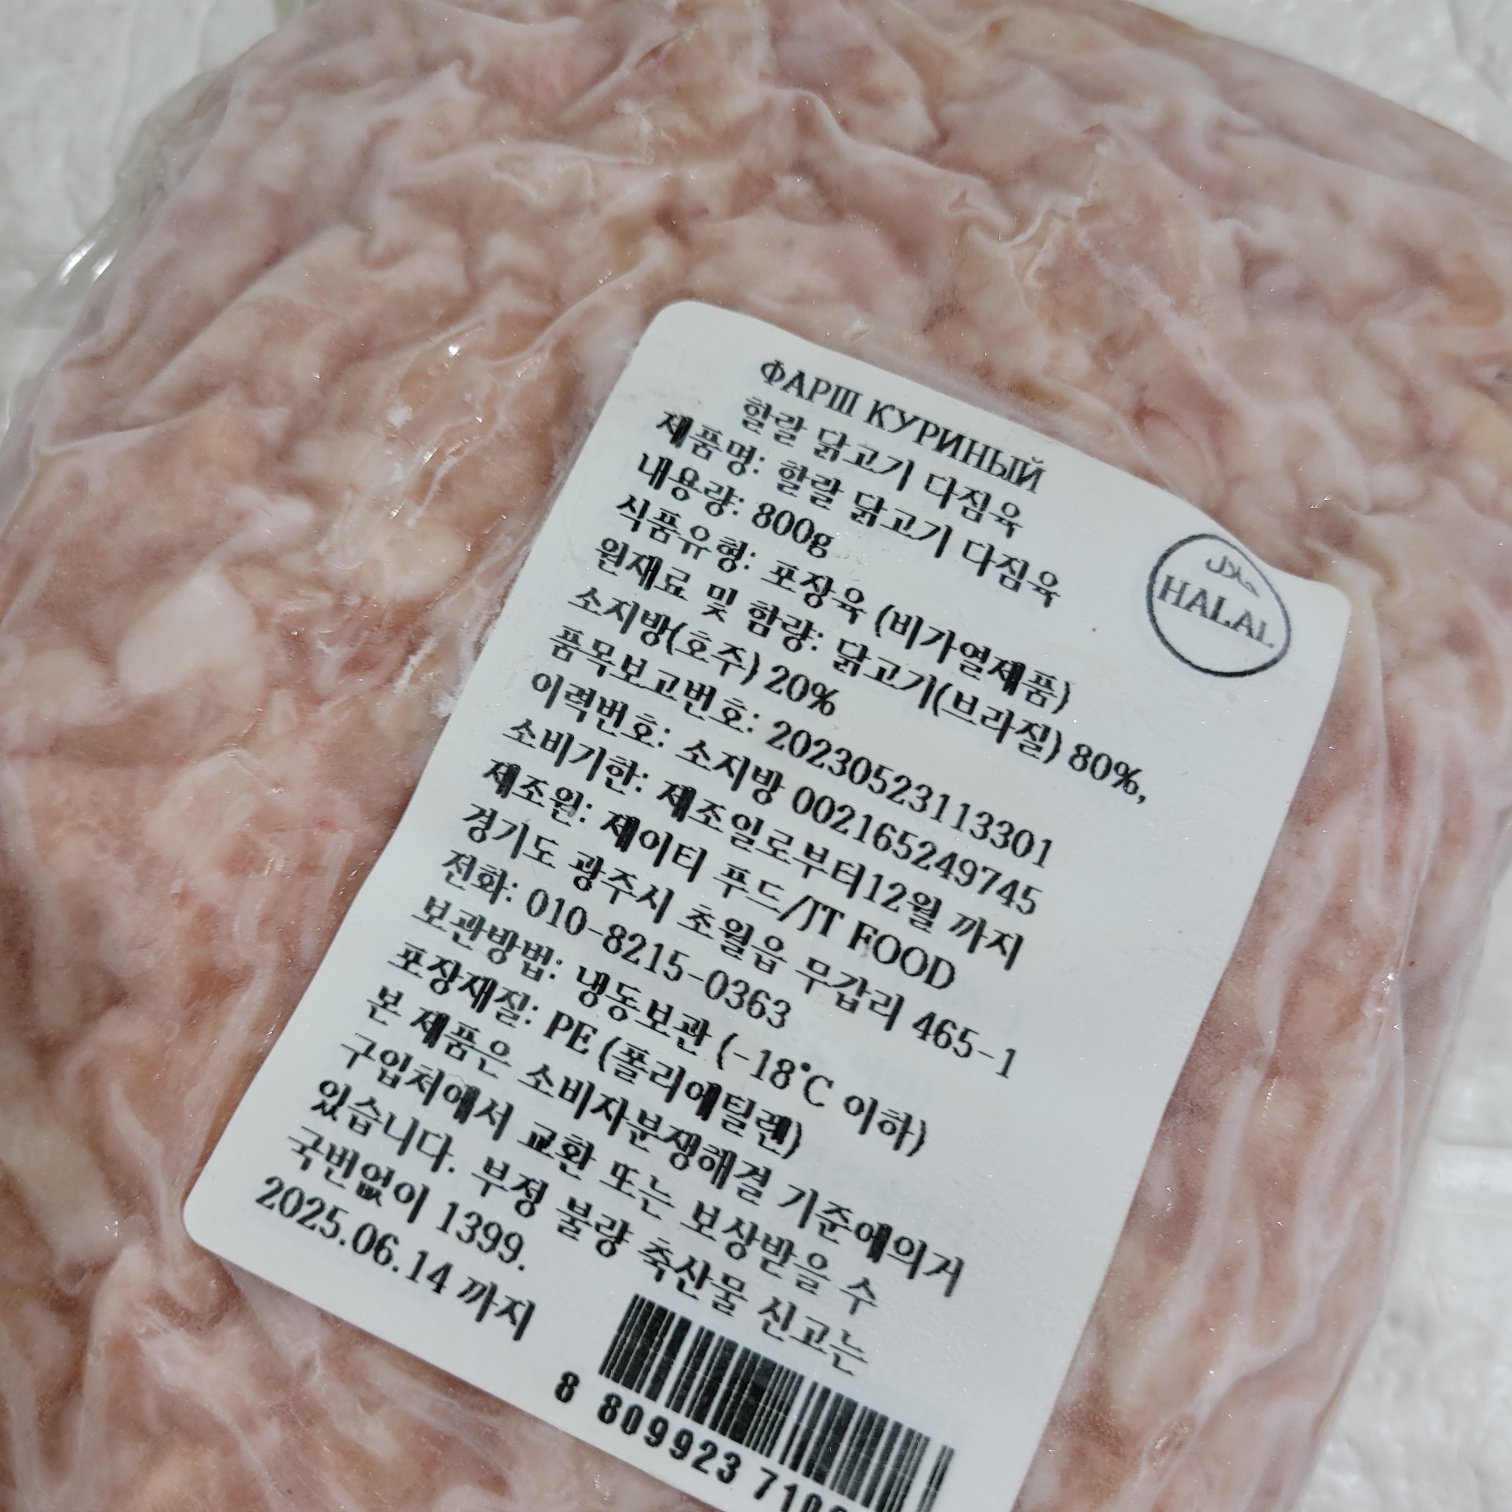 ФАРШ КУРИНЫЙ
할랄 닭고기 다짐육
제품명: 할랄 닭고기 다짐육
내용량: 800g
식품유형: 포장육 (비가열제품)
원재료 및 함량: 닭고기(브라질) 80%,
소지방(호주) 20%
품목보고번호: 20230523113301
이력번호: 소지방 002165249745
소비기한: 제조일로부터12월 까지
제조원: 제이티 푸드/JT FOOD
경기도 광주시 초월읍 무갑리 465-1
전화: 010-8215-0363
보관방법: 냉동보관 (-18°C 이하)
포장재질: PE (폴리에틸렌)
본 제품은 소비자분쟁해결 기준에의거
구입처에서 교환 또는 보상받을 수
있습니다. 부정 불량 축산물 신고는
국번없이 1399.
2025.06.14 까지
حلال
HALAL
8 809923